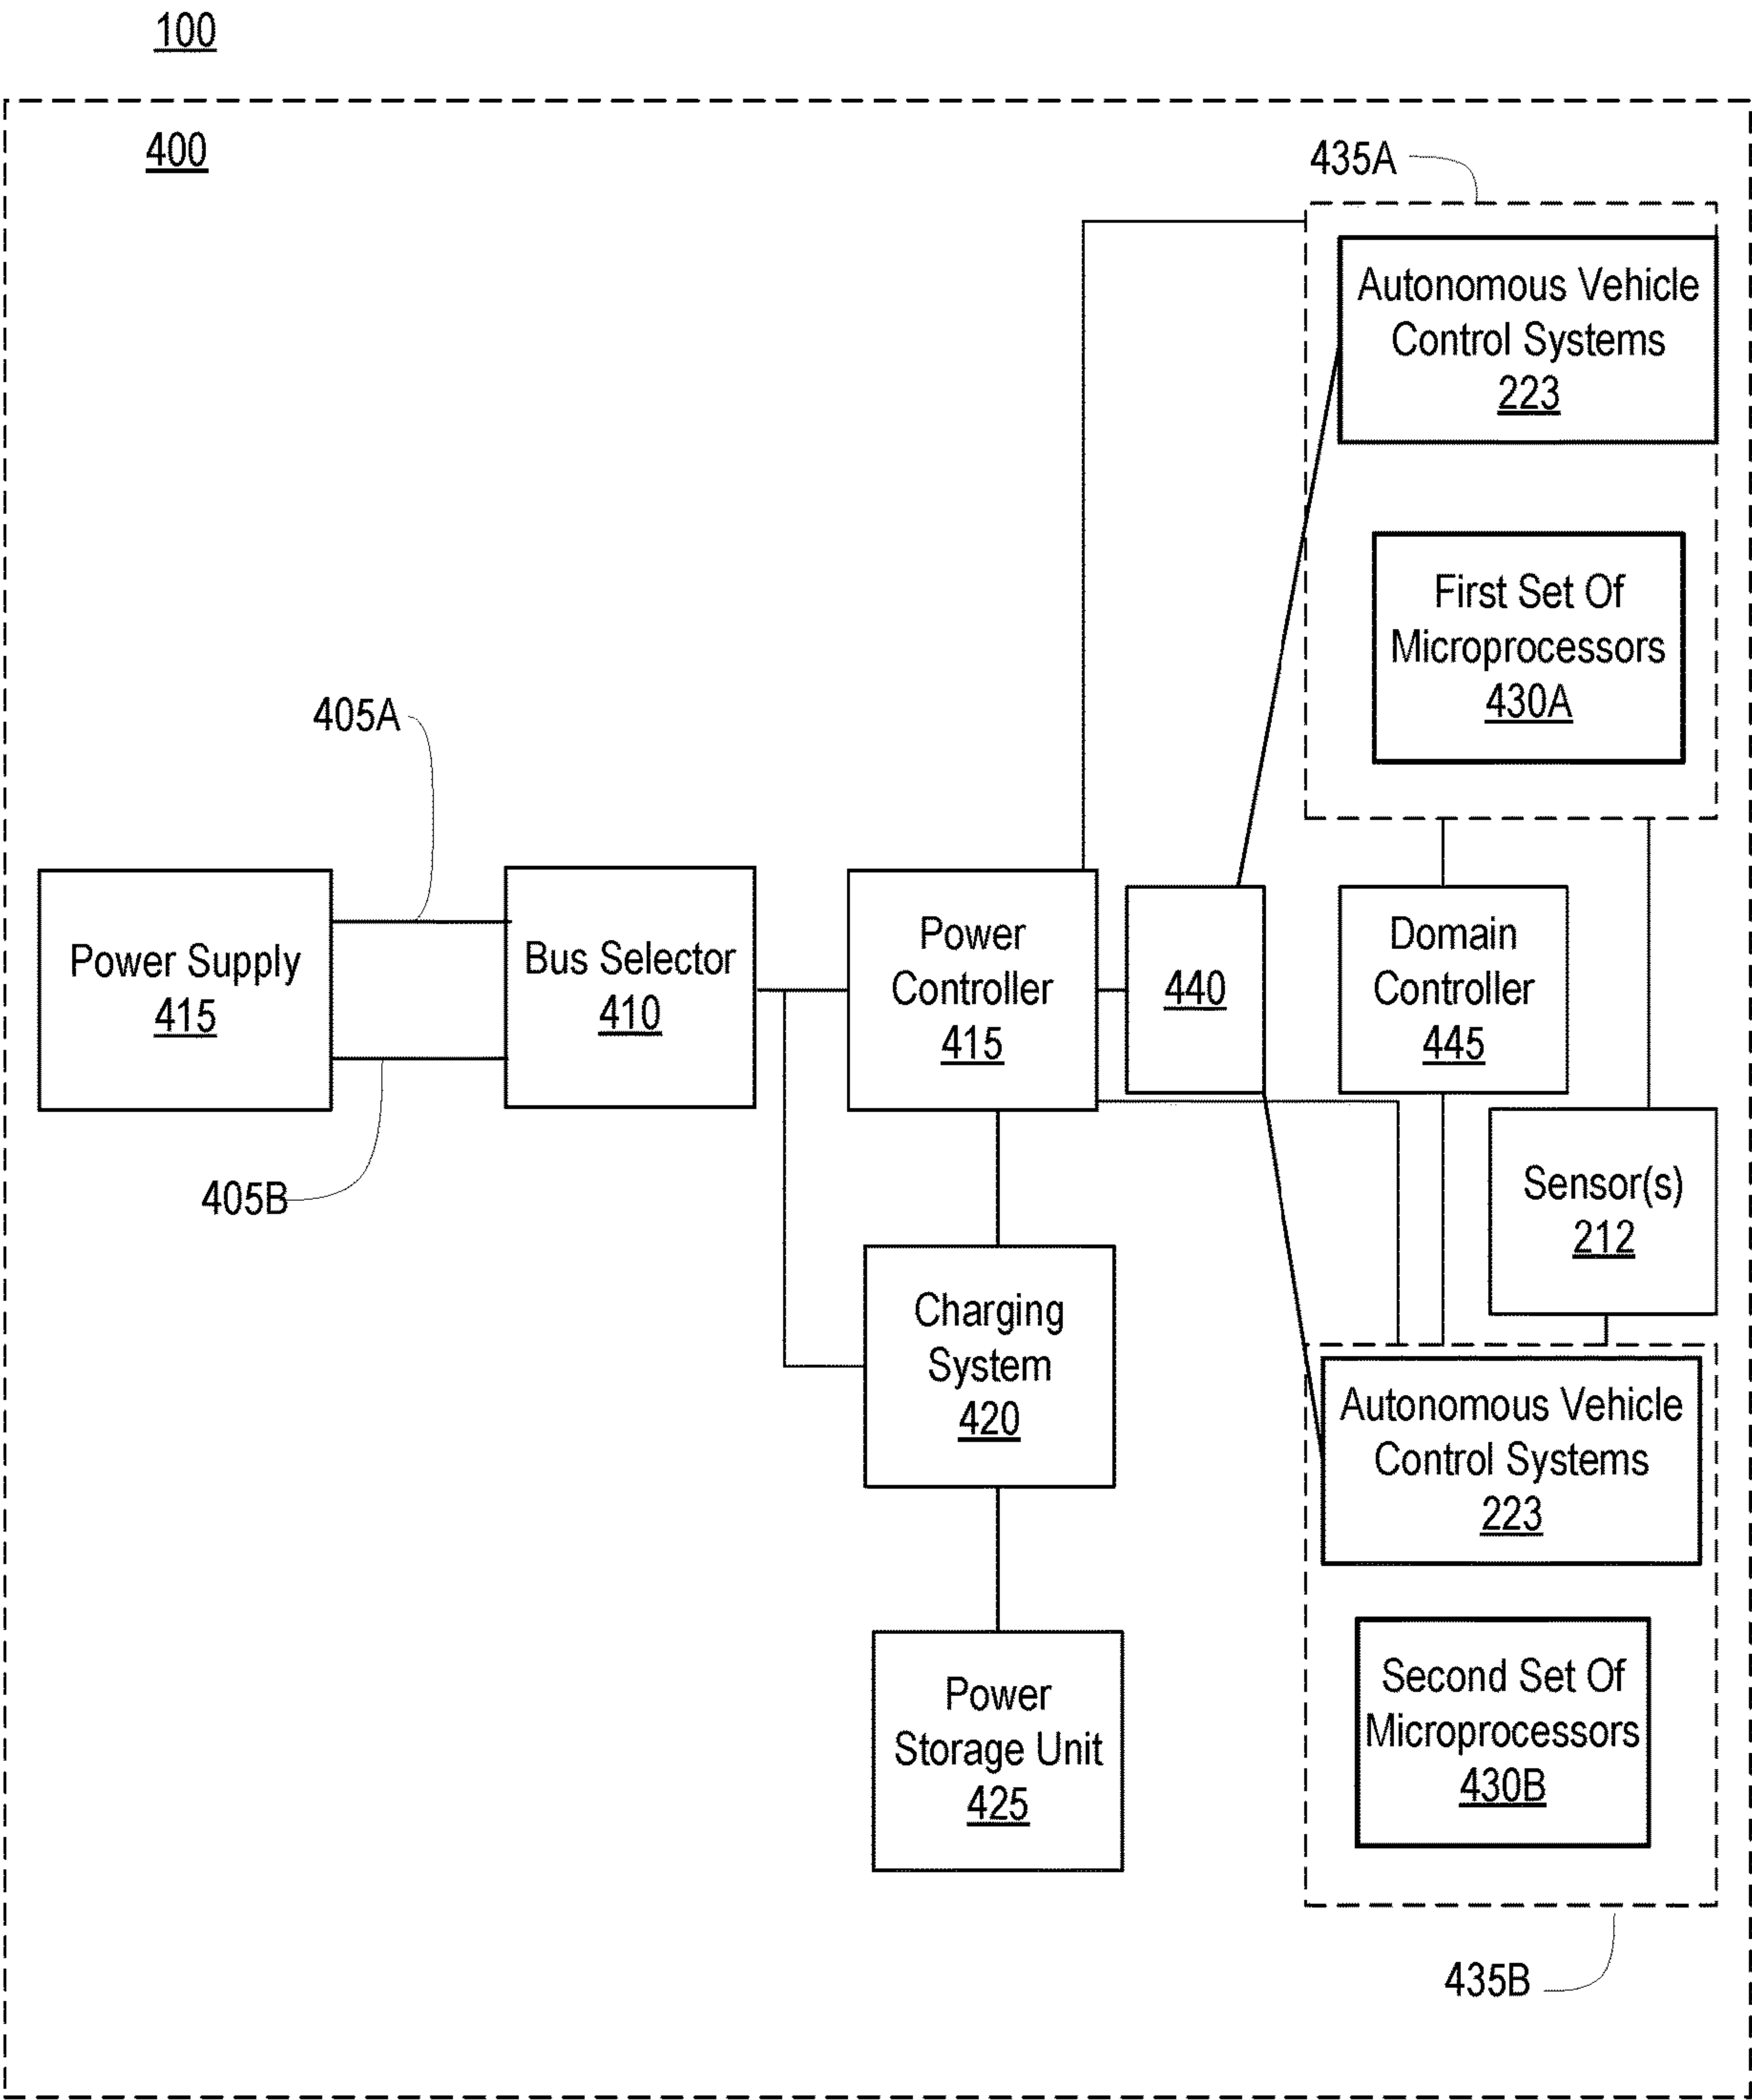 100
400
435A
Autonomous Vehicle
Control Systems
223
First Set Of
Microprocessors
430A
405A
Power Supply
415
Bus Selector
410
Power
Controller
415
440
Domain
Controller
445
405B
Sensor(s)
212
Charging
System
420
Autonomous Vehicle
Control Systems
223
Power
Storage Unit
425
Second Set Of
Microprocessors
430B
435B